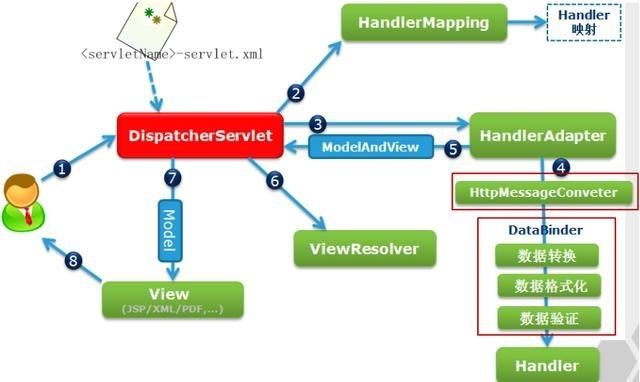 HandlerMapping
Handler
映射
<servletName>-servlet.xml
2
DispatcherServlet
3
HandlerAdapter
ModelAndView
5
1
4
7
6
HttpMessageConveter
Model
DataBinder
ViewResolver
数据转换
8
数据格式化
View
(JSP/XML/PDF,...)
数据验证
Handler